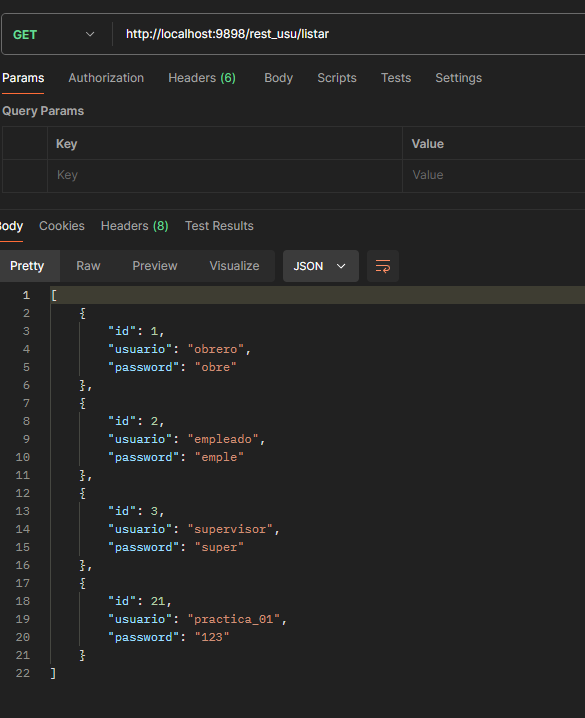 GET http://localhost:9898/rest_usu/listar
Params Authorization Headers (6) Body Scripts Tests Settings
Query Params
Key Value
Key Value
Body Cookies Headers (8) Test Results
Pretty Raw Preview Visualize JSON
1 [
2 {
3 "id": 1,
4 "usuario": "obrero",
5 "password": "obre"
6 },
7 {
8 "id": 2,
9 "usuario": "empleado",
10 "password": "emple"
11 },
12 {
13 "id": 3,
14 "usuario": "supervisor",
15 "password": "super"
16 },
17 {
18 "id": 21,
19 "usuario": "practica_01",
20 "password": "123"
21 }
22 ]